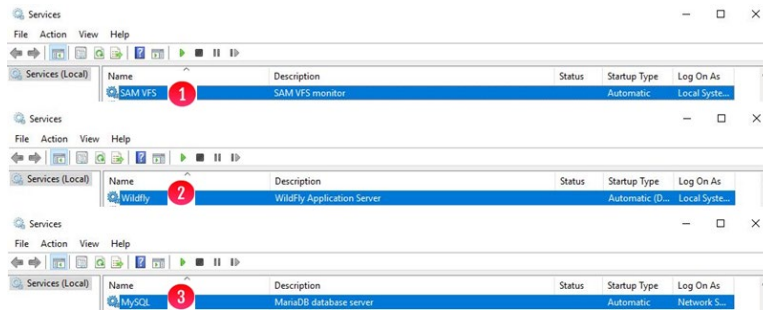 Services
File Action View Help
Services (Local)
Name Description Status Startup Type Log On As
SAM VFS 1 SAM VFS monitor Automatic Local Syste...
Services
File Action View Help
Services (Local)
Name Description Status Startup Type Log On As
Wildfly 2 WildFly Application Server Automatic (D... Local Syste...
Services
File Action View Help
Services (Local)
Name Description Status Startup Type Log On As
MySQL 3 MariaDB database server Automatic Network S...